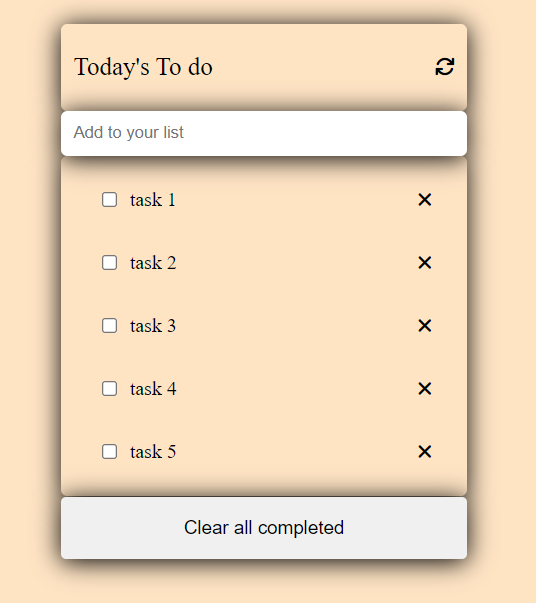 Today's To do
Add to your list
task 1
task 2
task 3
task 4
task 5
Clear all completed